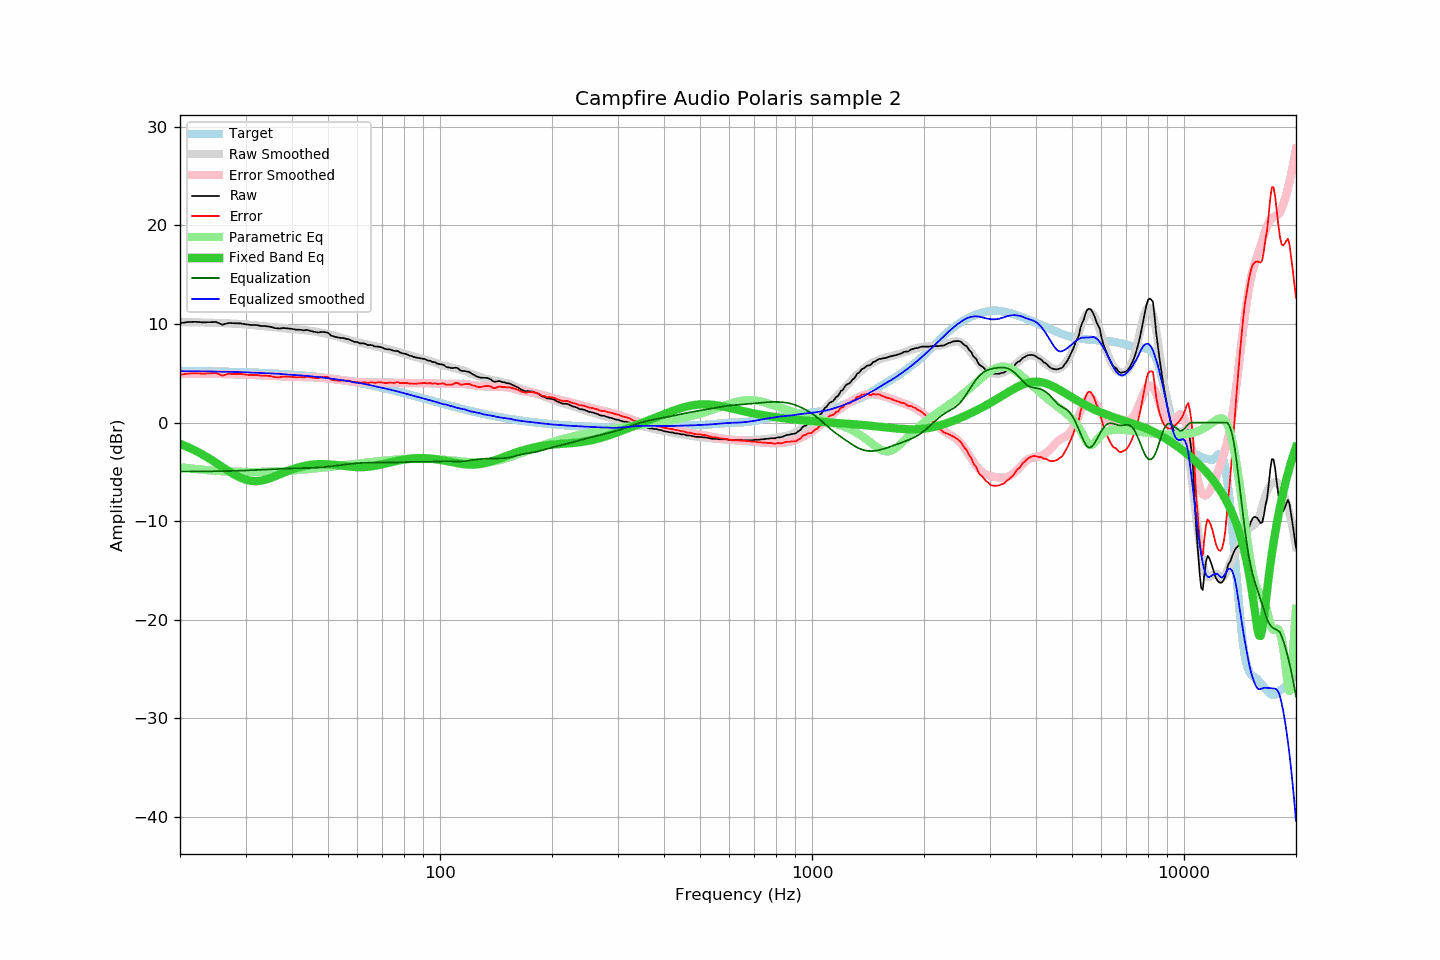 Campfire Audio Polaris sample 2
30
20
10
0
−10
−20
−30
−40
Amplitude (dBr)
Target
Raw Smoothed
Error Smoothed
Raw
Error
Parametric Eq
Fixed Band Eq
Equalization
Equalized smoothed
100
1000
10000
Frequency (Hz)